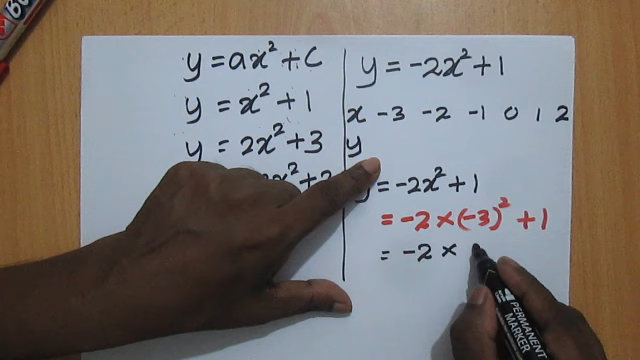 y = ax² + c
y = x² + 1
y = 2x² + 3
y = -2x² + 1
x -3 -2 -1 0 1 2
y
y = -2x² + 1
= -2 × (-3)² + 1
= -2 ×
PERMANENT
MARKER